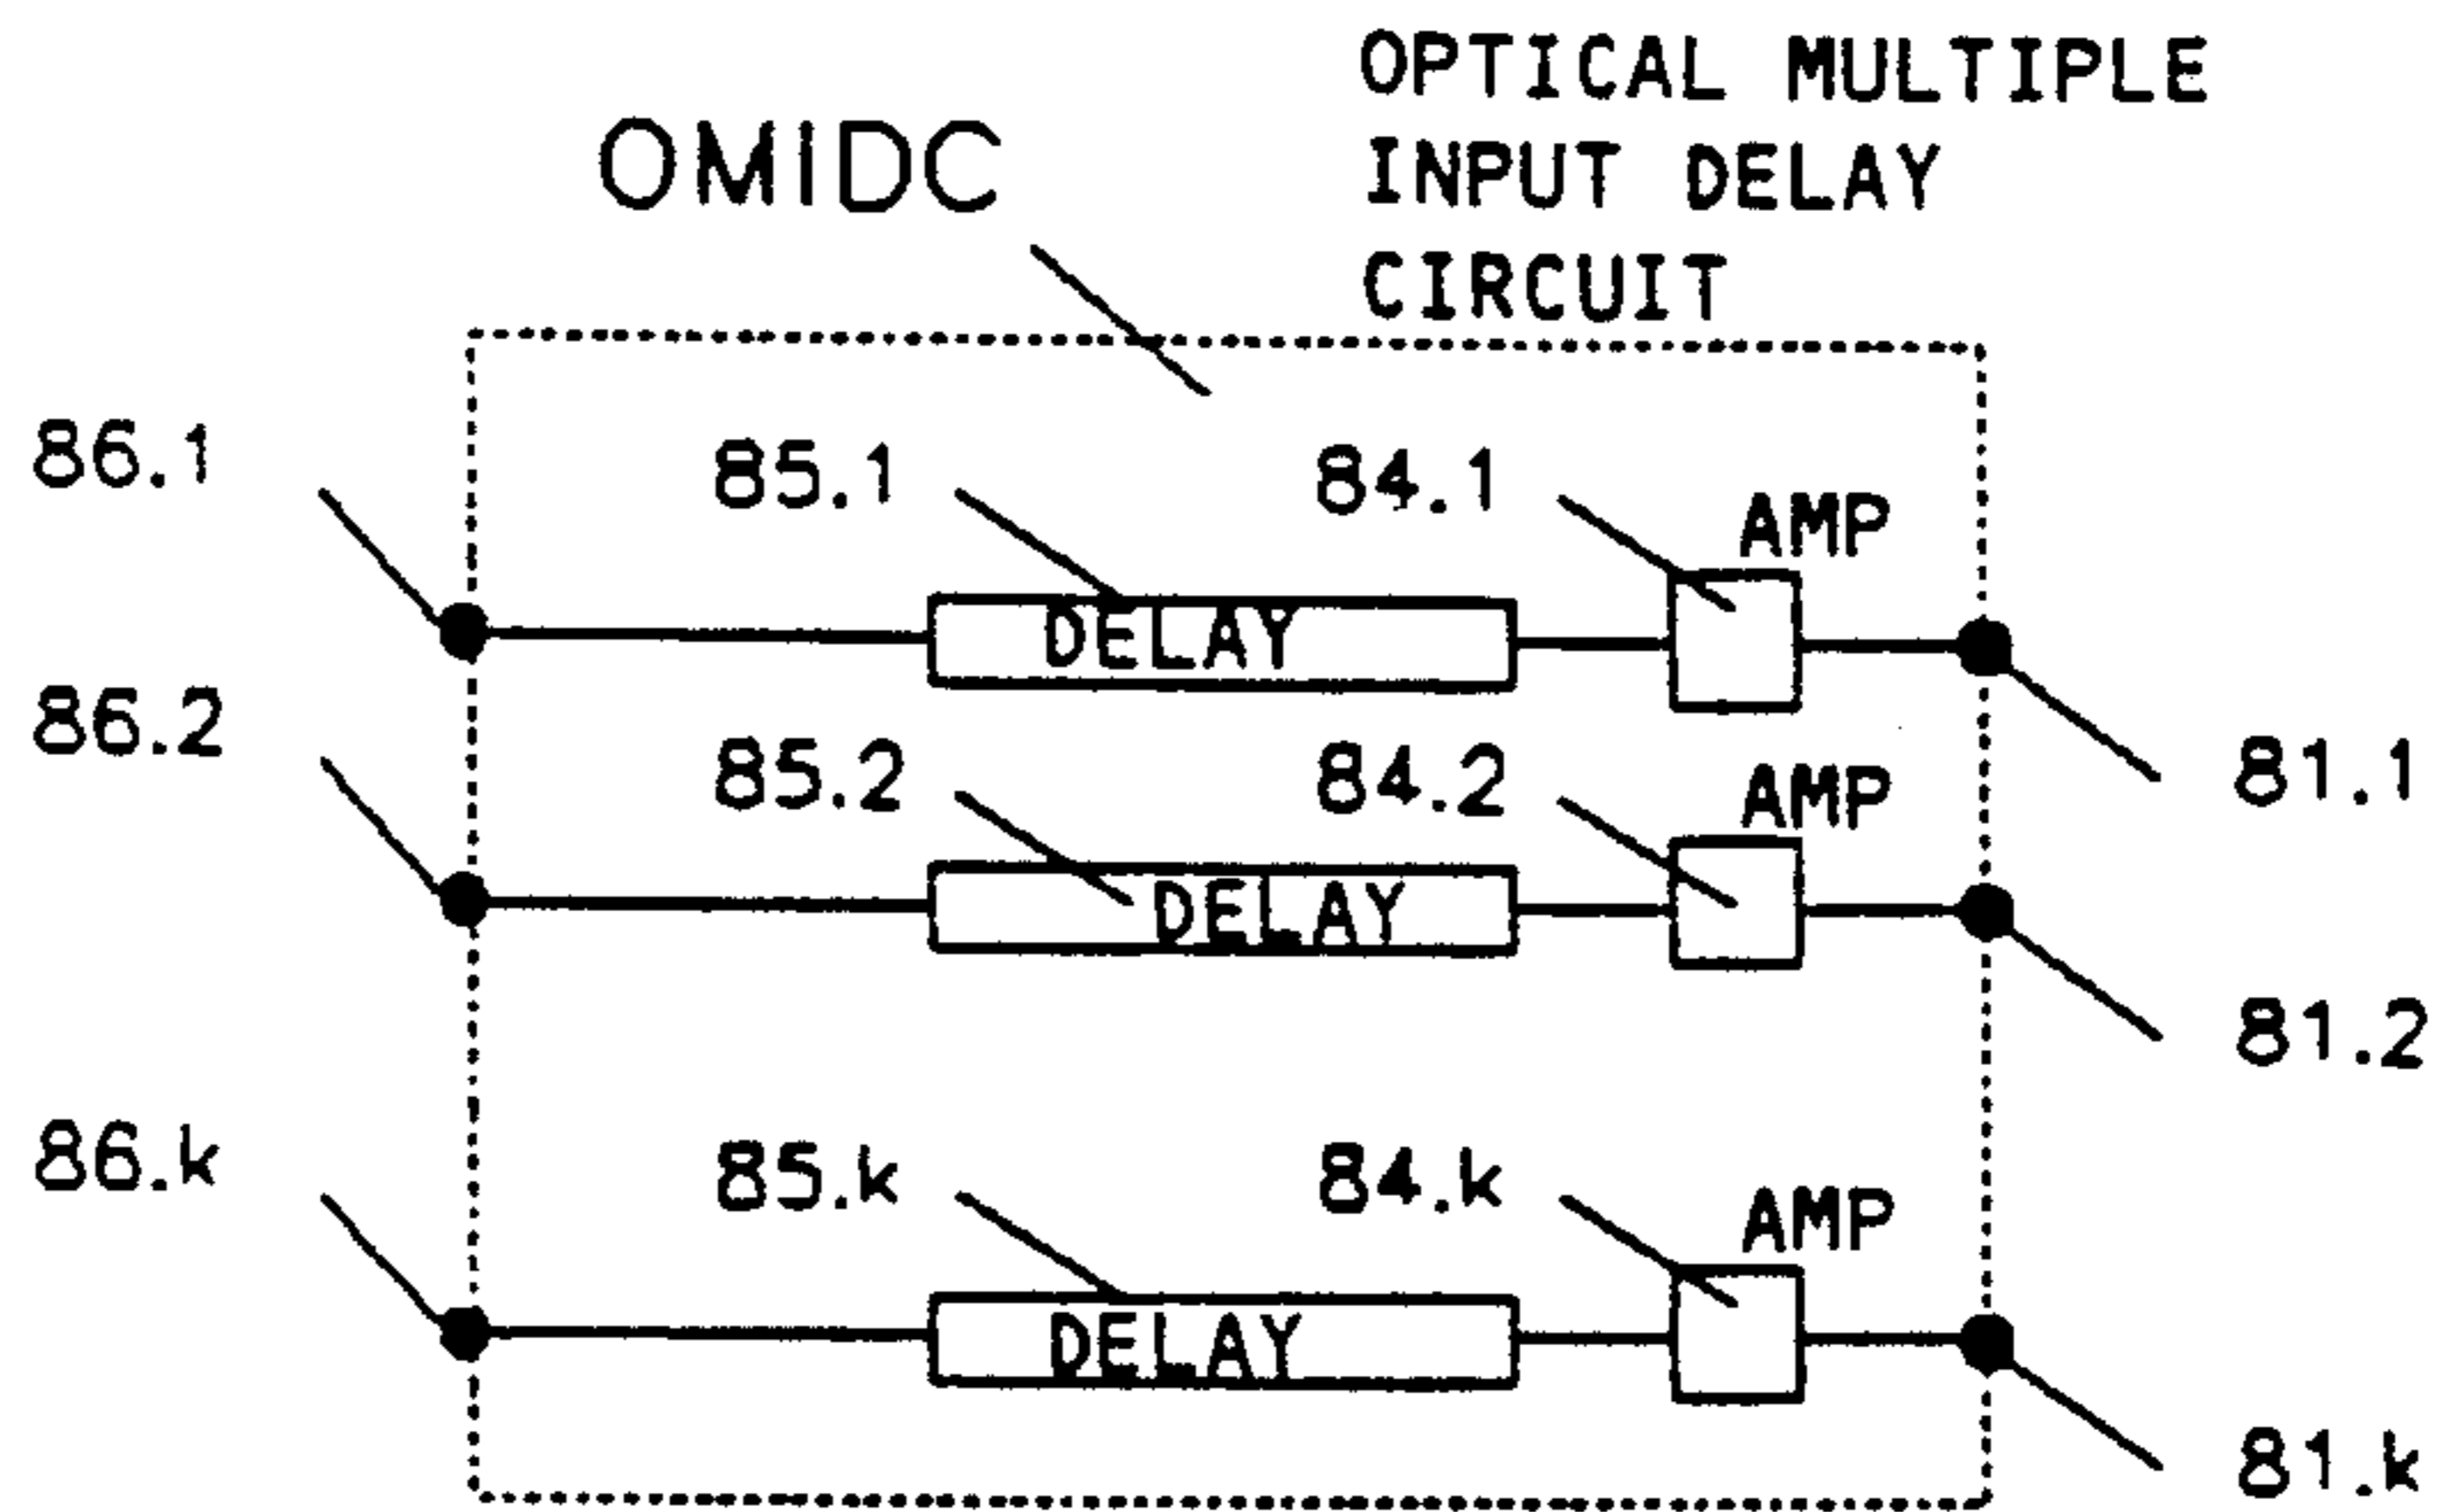 OPTICAL MULTIPLE
INPUT DELAY
CIRCUIT
OMIDC
86.1
85.1
84.1
AMP
DELAY
86.2
85.2
84.2
AMP
81.1
DELAY
81.2
86.k
85.k
84.k
AMP
DELAY
81.k